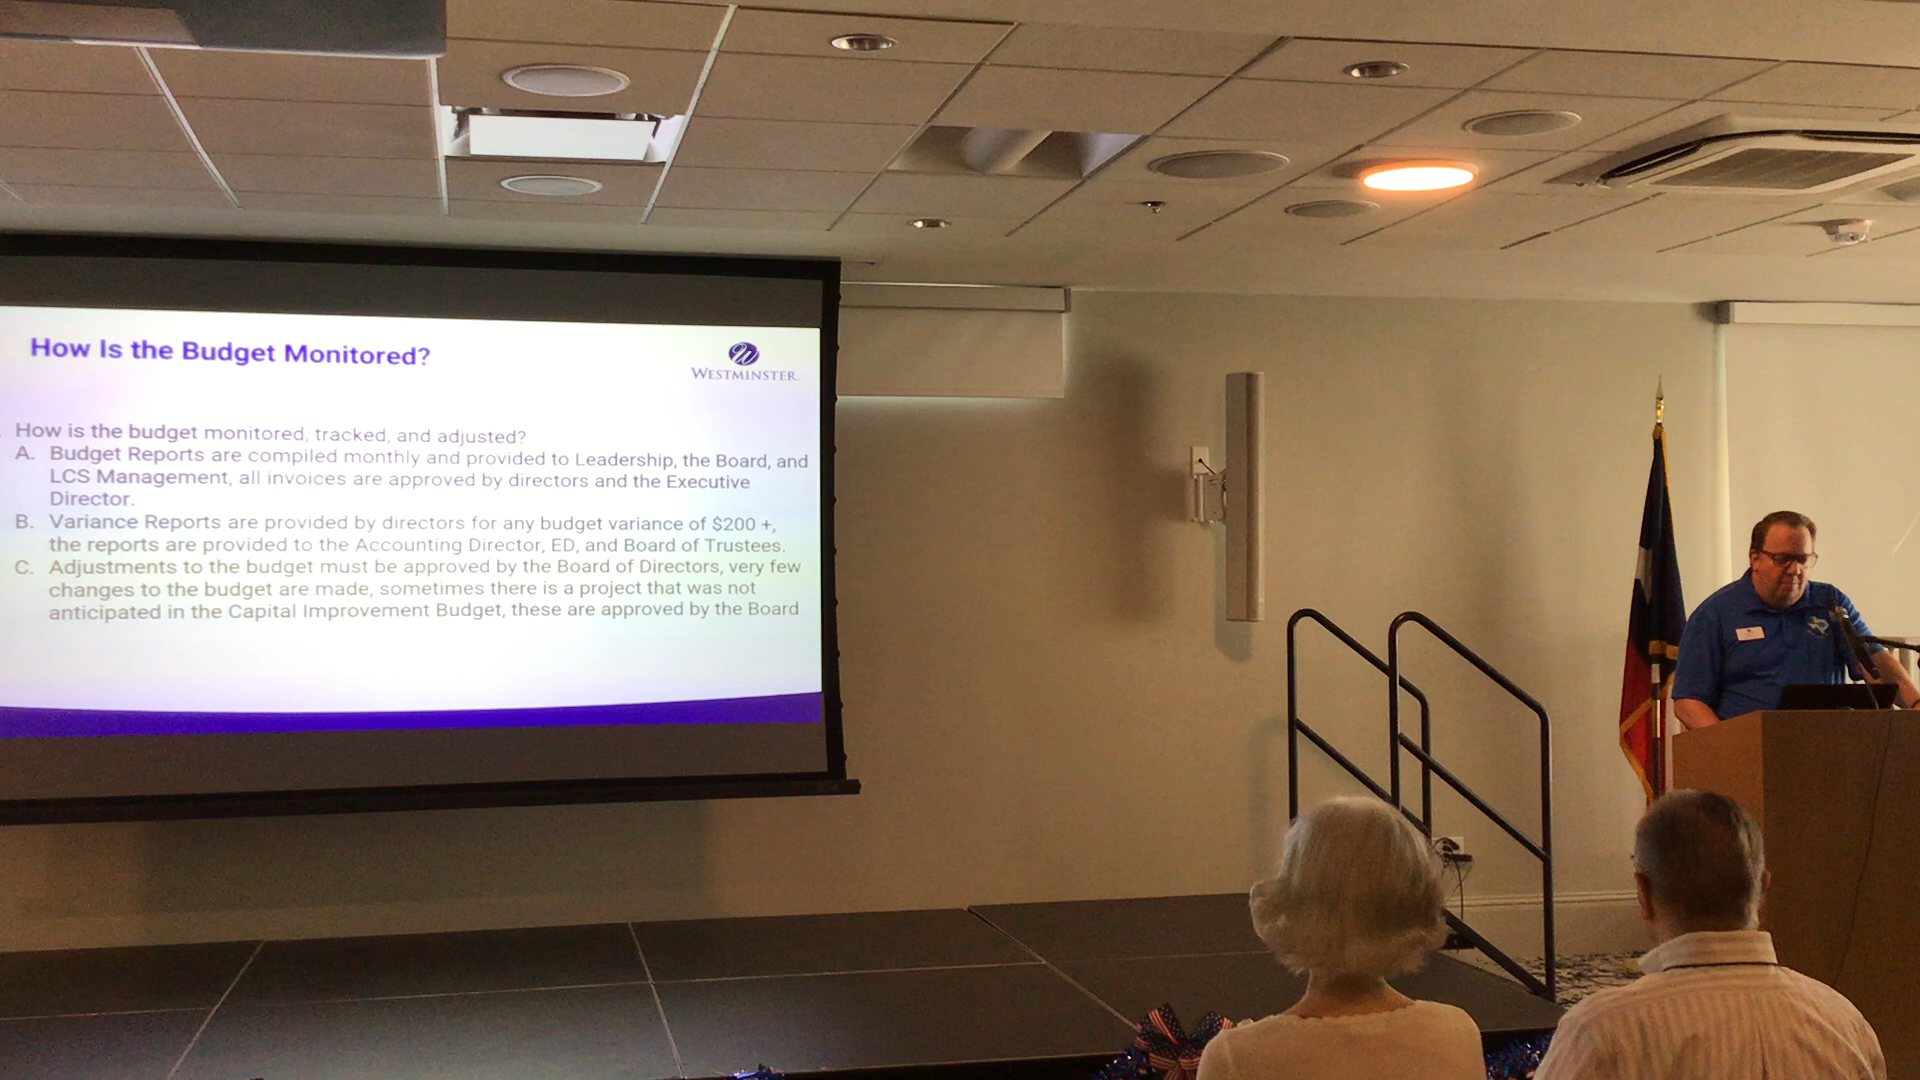 How Is the Budget Monitored?
WESTMINSTER
How is the budget monitored, tracked, and adjusted?
A. Budget Reports are compiled monthly and provided to Leadership, the Board, and
LCS Management, all invoices are approved by directors and the Executive
Director.
B. Variance Reports are provided by directors for any budget variance of $200 +,
the reports are provided to the Accounting Director, ED, and Board of Trustees.
C. Adjustments to the budget must be approved by the Board of Directors, very few
changes to the budget are made, sometimes there is a project that was not
anticipated in the Capital Improvement Budget, these are approved by the Board